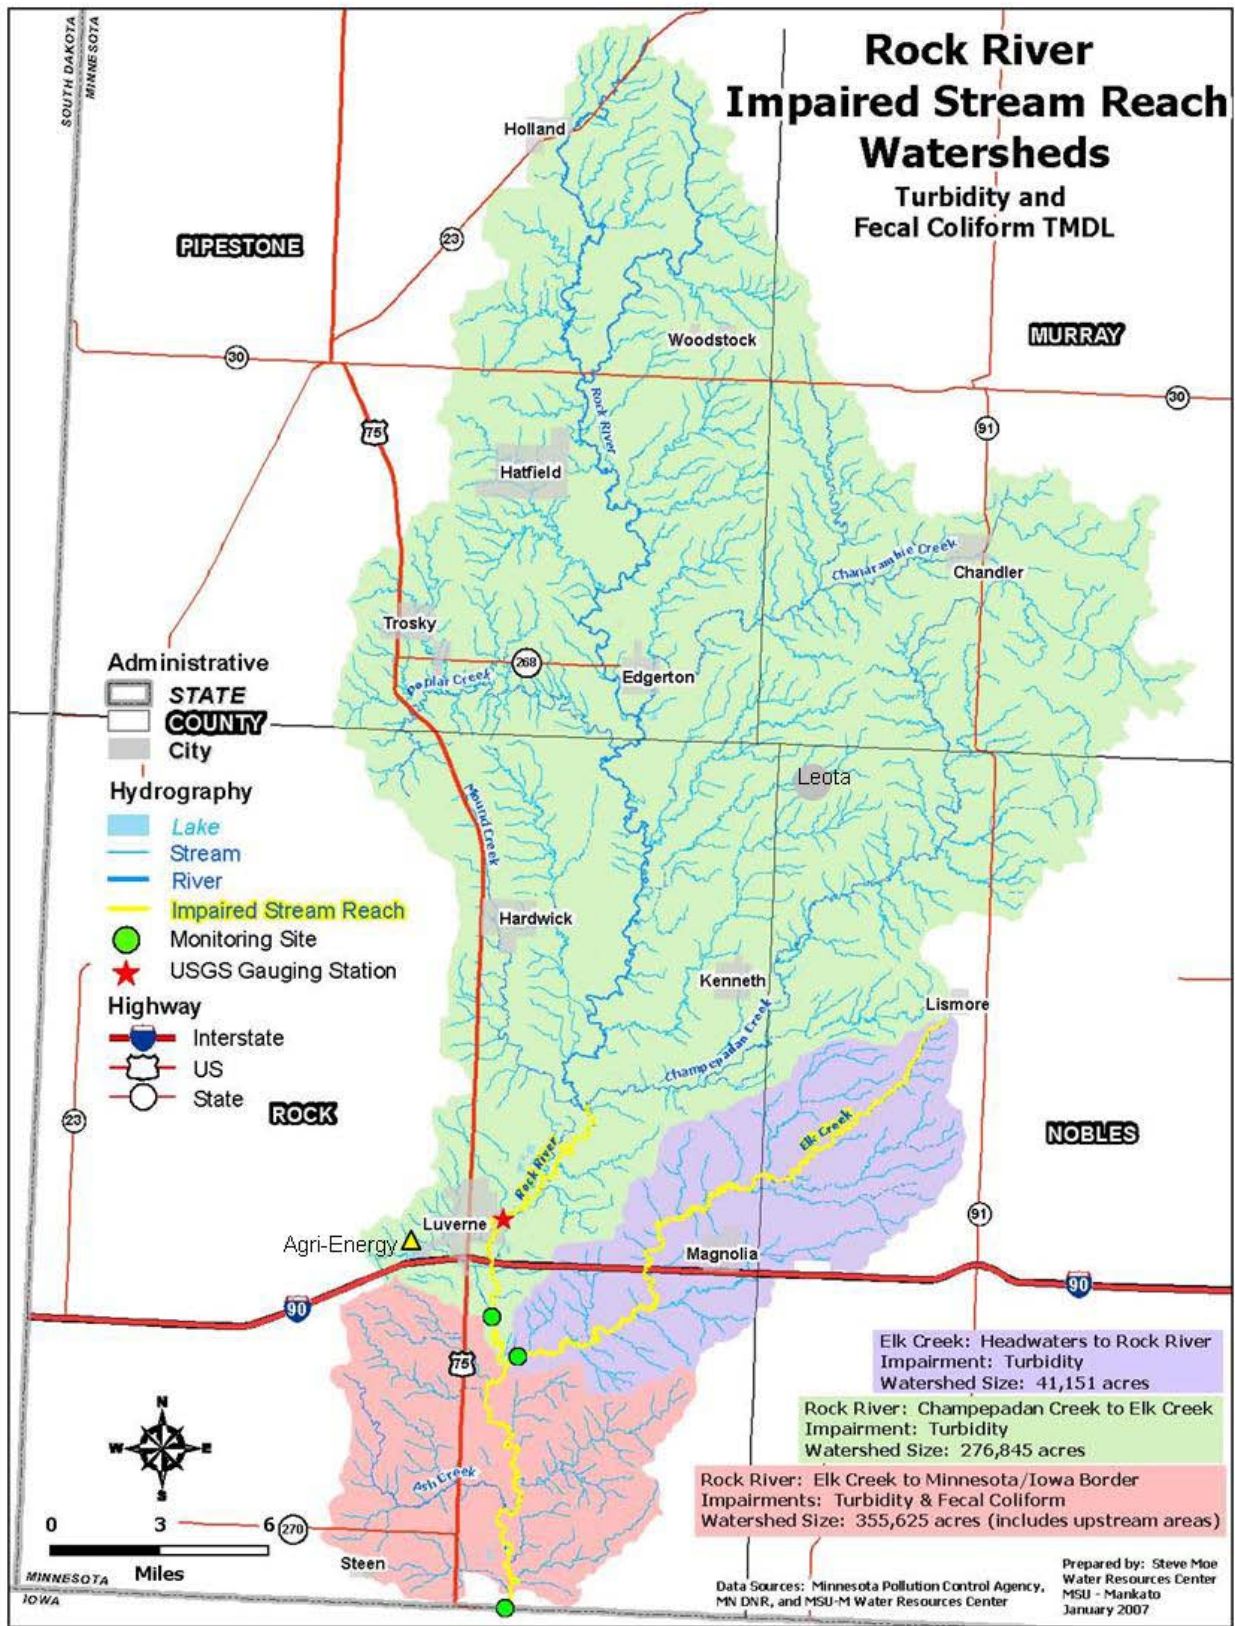 Rock River
Impaired Stream Reach
Watersheds
Turbidity and
Fecal Coliform TMDL
SOUTH DAKOTA
MINNESOTA
Holland
23
PIPESTONE
Woodstock
MURRAY
30
30
Rock River
75
91
Hatfield
Chanarambie Creek
Chandler
Trosky
268
Edgerton
poplar Creek
Administrative
STATE
COUNTY
City
Leota
Hydrography
Mound Creek
Lake
Stream
River
Impaired Stream Reach
Hardwick
Monitoring Site
USGS Gauging Station
Kenneth
Lismore
Highway
Champepadan Creek
Interstate
US
State
23
ROCK
Elk Creek
NOBLES
Rock River
91
Luverne
Agri-Energy
Magnolia
90
90
75
Elk Creek: Headwaters to Rock River
Impairment: Turbidity
Watershed Size: 41,151 acres
Rock River: Champepadan Creek to Elk Creek
Impairment: Turbidity
Watershed Size: 276,845 acres
Rock River: Elk Creek to Minnesota/Iowa Border
Impairments: Turbidity & Fecal Coliform
Watershed Size: 355,625 acres (includes upstream areas)
N
W E
S
Ash Creek
0 3 6
Miles
270
Steen
MINNESOTA
IOWA
Data Sources: Minnesota Pollution Control Agency,
MN DNR, and MSU-M Water Resources Center
Prepared by: Steve Moe
Water Resources Center
MSU - Mankato
January 2007